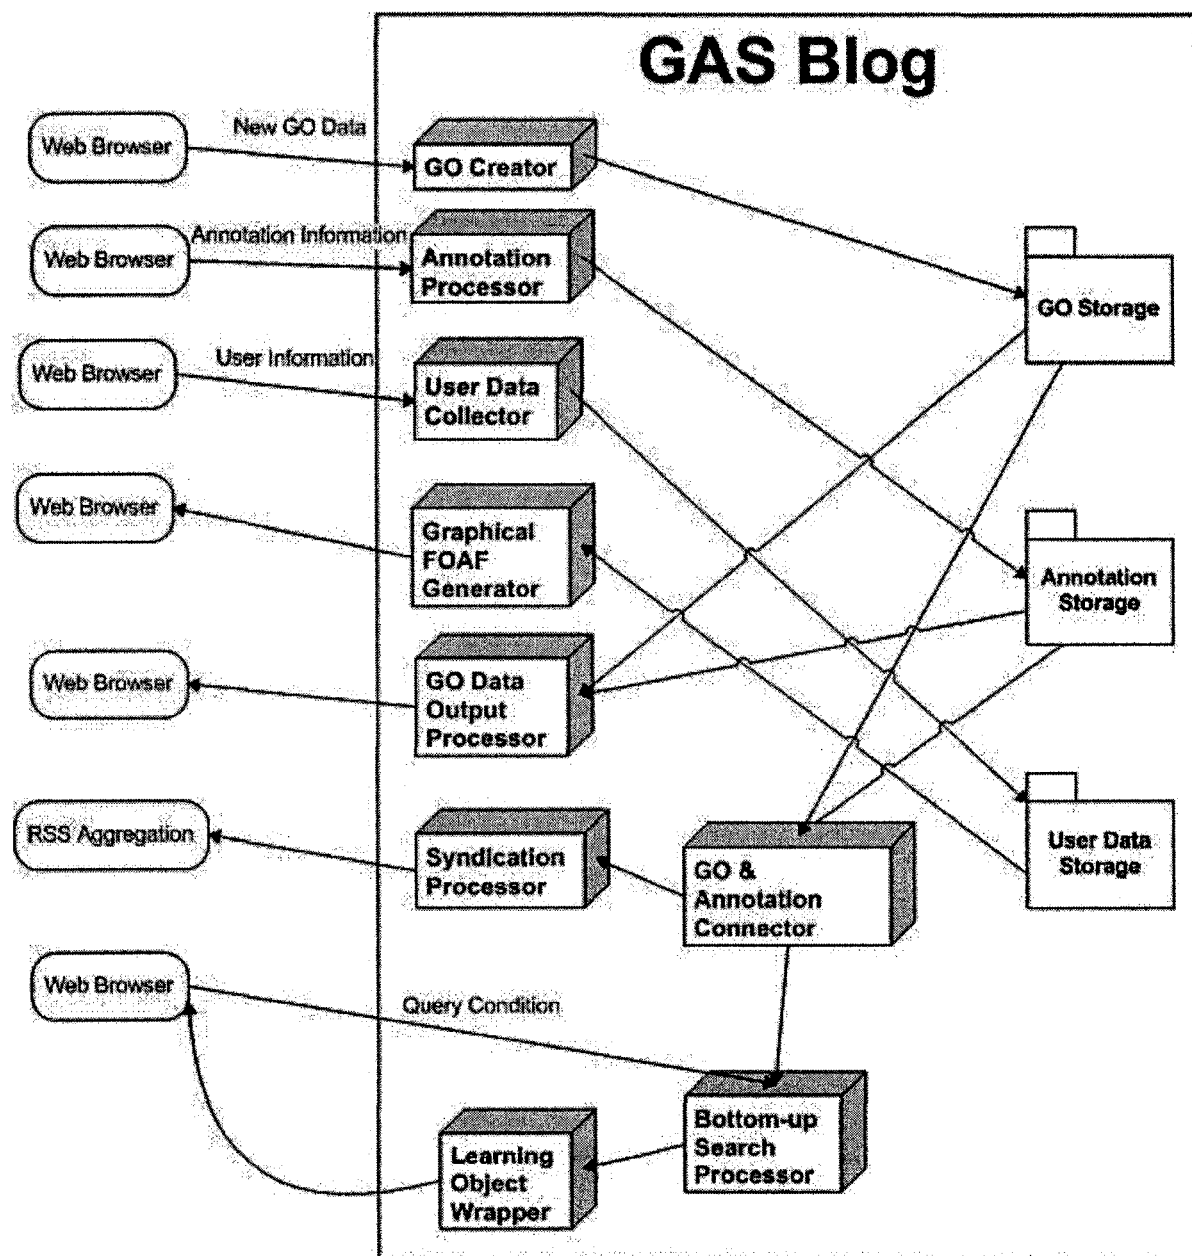 GAS Blog
Web Browser
New GO Data
GO Creator
Web Browser
Annotation Information
Annotation
Processor
GO Storage
Web Browser
User Information
User Data
Collector
Web Browser
Graphical
FOAF
Generator
Annotation
Storage
Web Browser
GO Data
Output
Processor
RSS Aggregation
Syndication
Processor
GO &
Annotation
Connector
User Data
Storage
Web Browser
Query Condition
Bottom-up
Search
Processor
Learning
Object
Wrapper